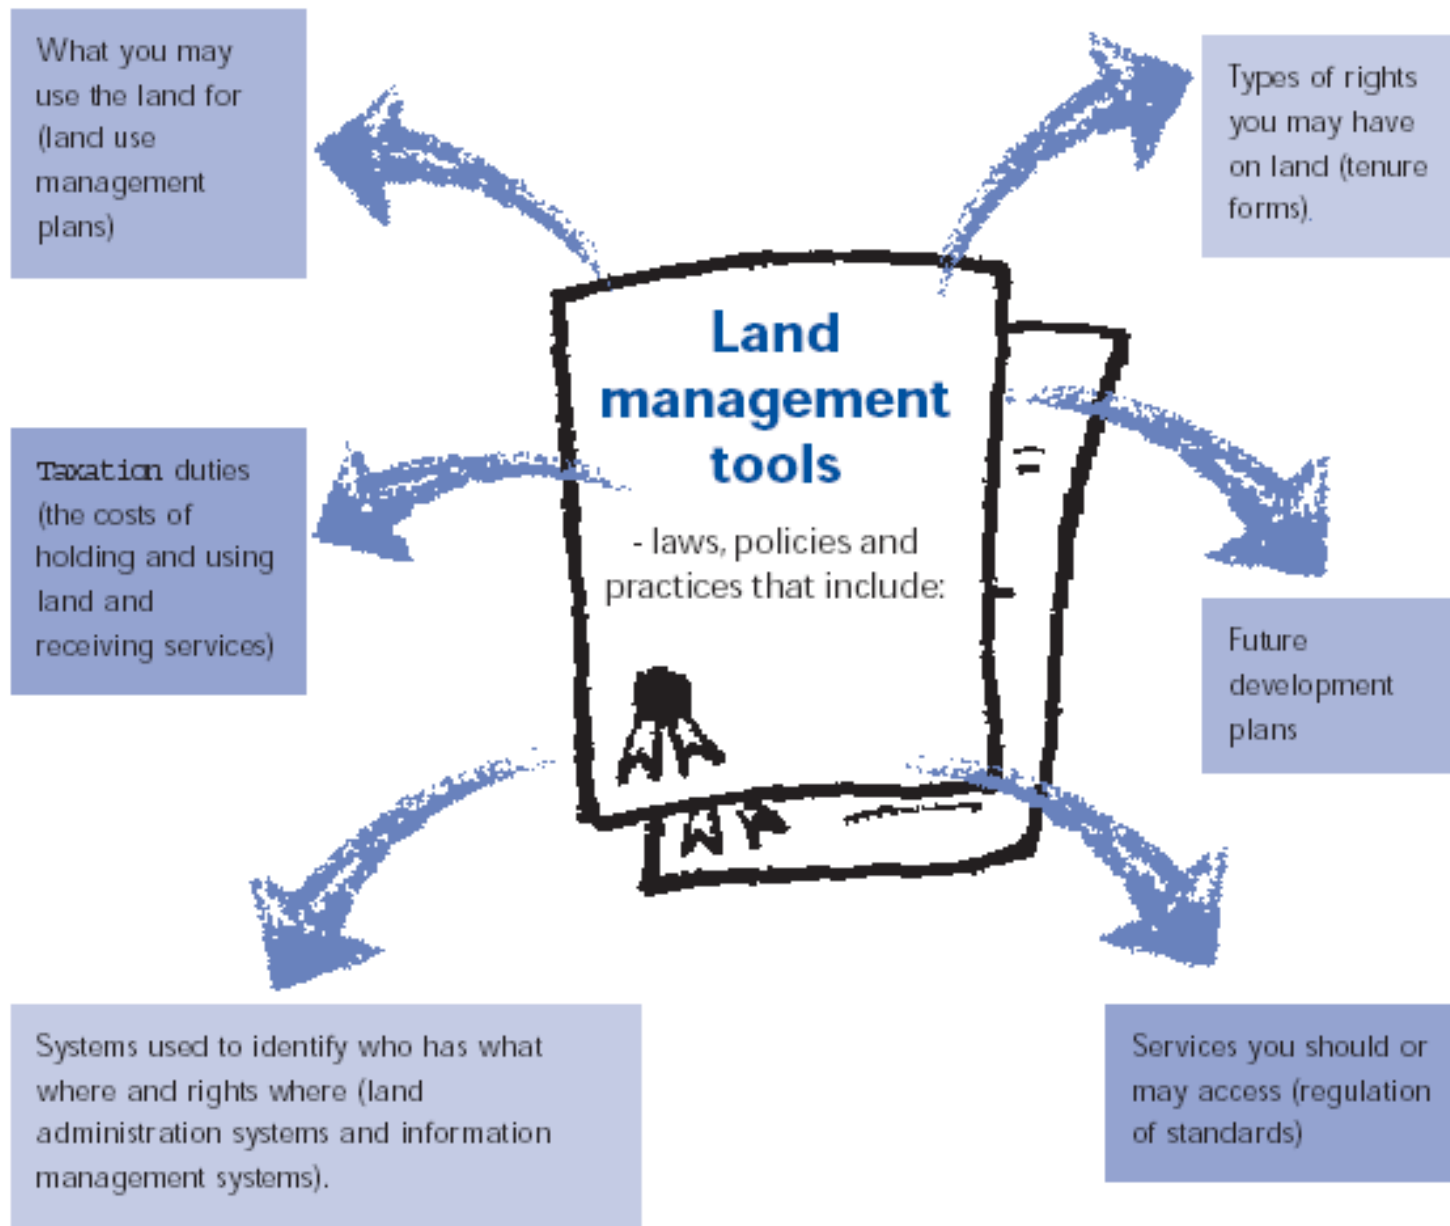 What you may
use the land for
(land use
management
plans)
Types of rights
you may have
on land (tenure
forms).
Land
management
tools
- laws, policies and
practices that include:
Taxation duties
(the costs of
holding and using
land and
receiving services)
Future
development
plans
Systems used to identify who has what
where and rights where (land
administration systems and information
management systems).
Services you should or
may access (regulation
of standards)